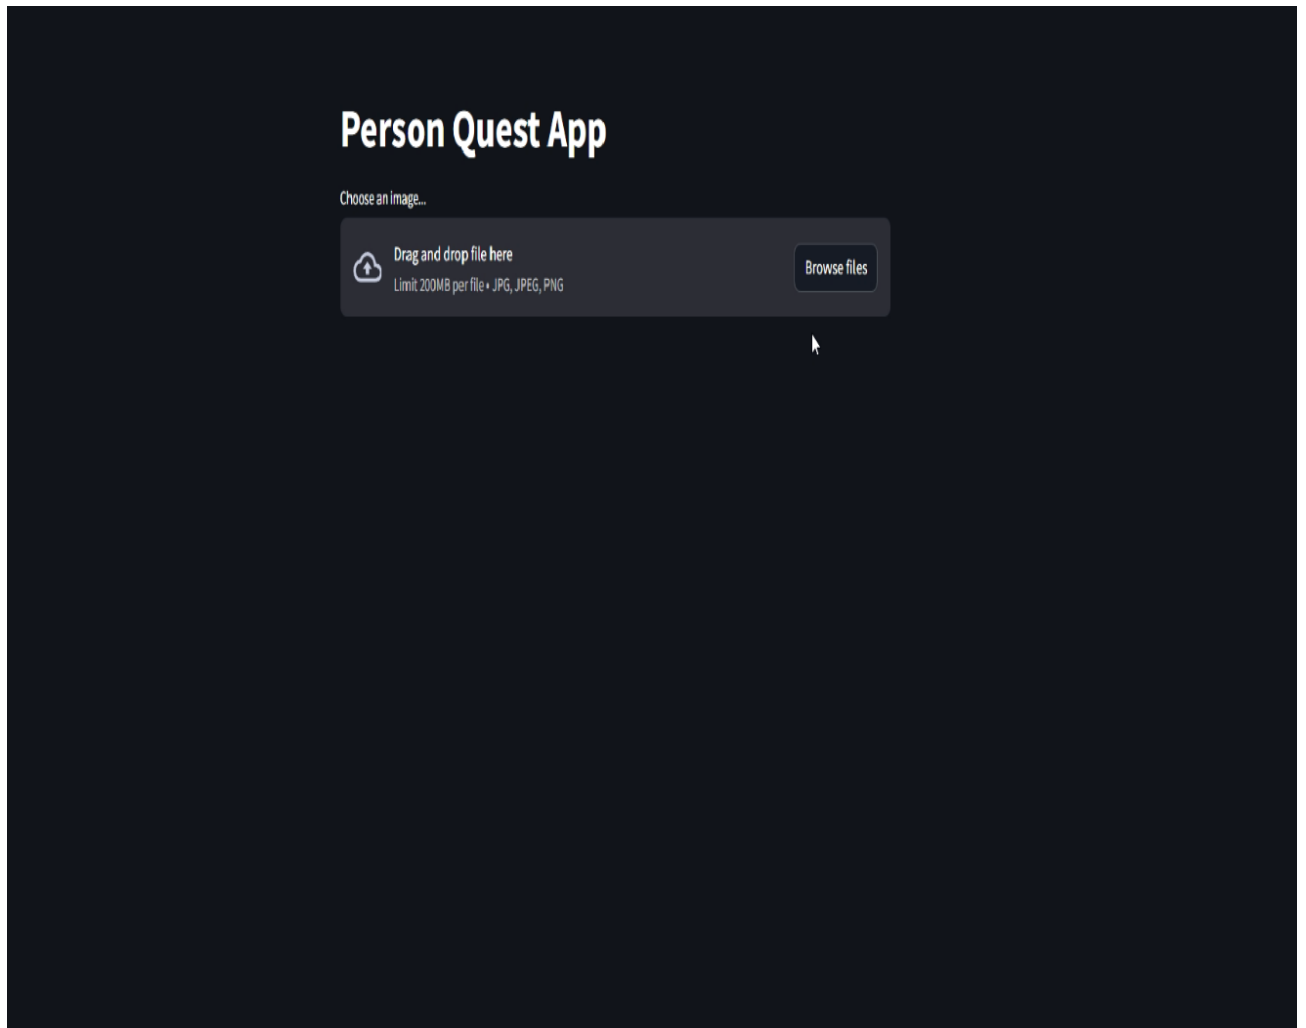 Person Quest App
Choose an image...
Drag and drop file here
Limit 200MB per file • JPG, JPEG, PNG
Browse files